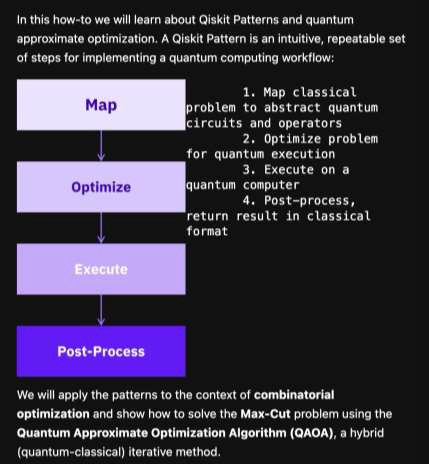 In this how-to we will learn about Qiskit Patterns and quantum
approximate optimization. A Qiskit Pattern is an intuitive, repeatable set
of steps for implementing a quantum computing workflow:
Map
Optimize
Execute
Post-Process
1. Map classical
problem to abstract quantum
circuits and operators
2. Optimize problem
for quantum execution
3. Execute on a
quantum computer
4. Post-process,
return result in classical
format
We will apply the patterns to the context of combinatorial
optimization and show how to solve the Max-Cut problem using the
Quantum Approximate Optimization Algorithm (QAOA), a hybrid
(quantum-classical) iterative method.